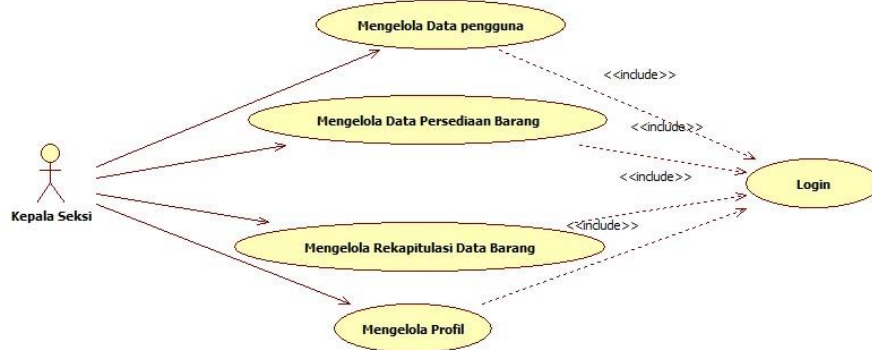 Mengelola Data pengguna
<<include>>
Mengelola Data Persediaan Barang
<<include>>
Kepala Seksi
<<include>>
Login
<<include>>
Mengelola Rekapitulasi Data Barang
Mengelola Profil